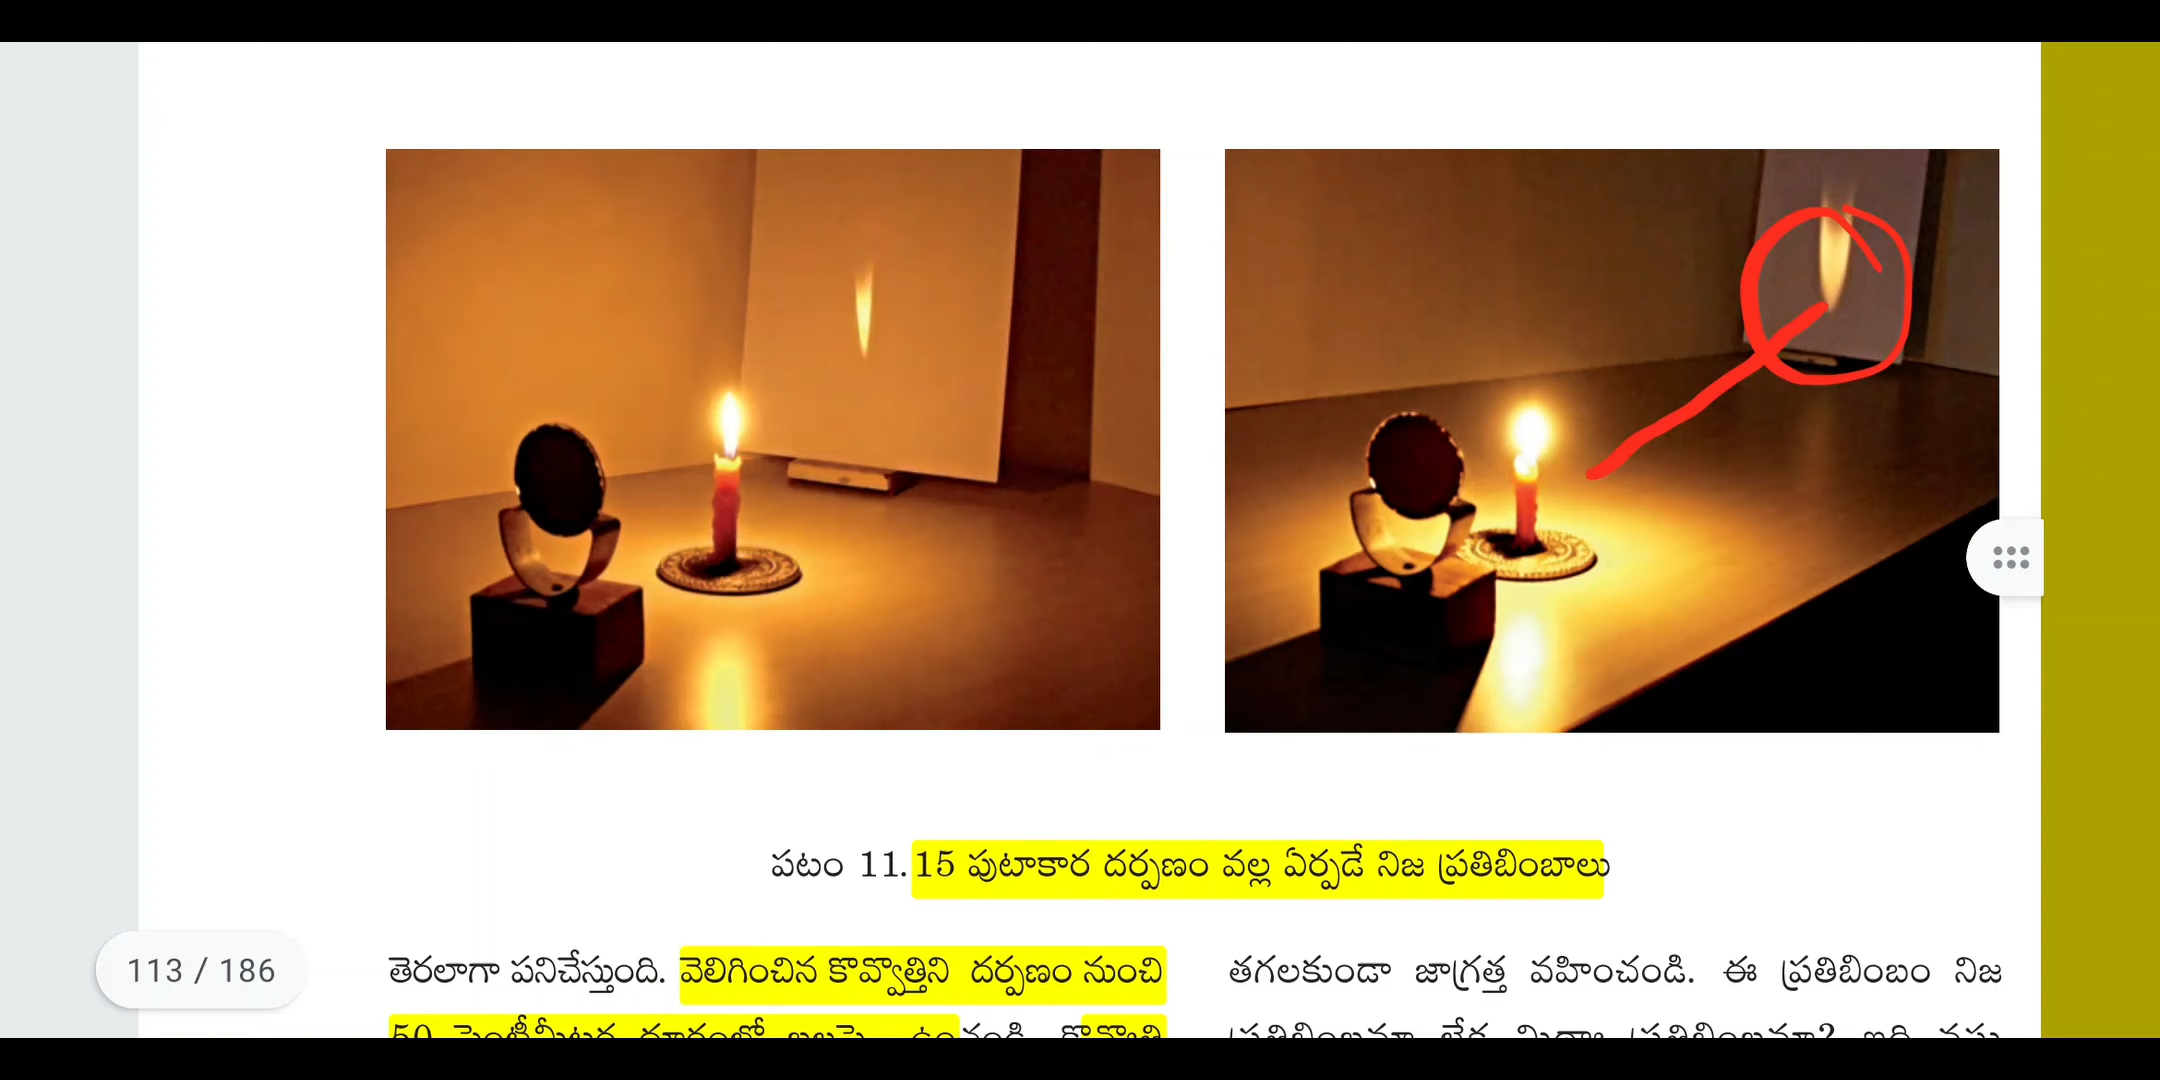 పటం 11.15 పుటాకార దర్పణం వల్ల ఏర్పడే నిజ ప్రతిబింబాలు
113 / 186
తెరలాగా పనిచేస్తుంది. వెలిగించిన కొవ్వొత్తిని దర్పణం నుంచి
తగలకుండా జాగ్రత్త వహించండి. ఈ ప్రతిబింబం నిజ